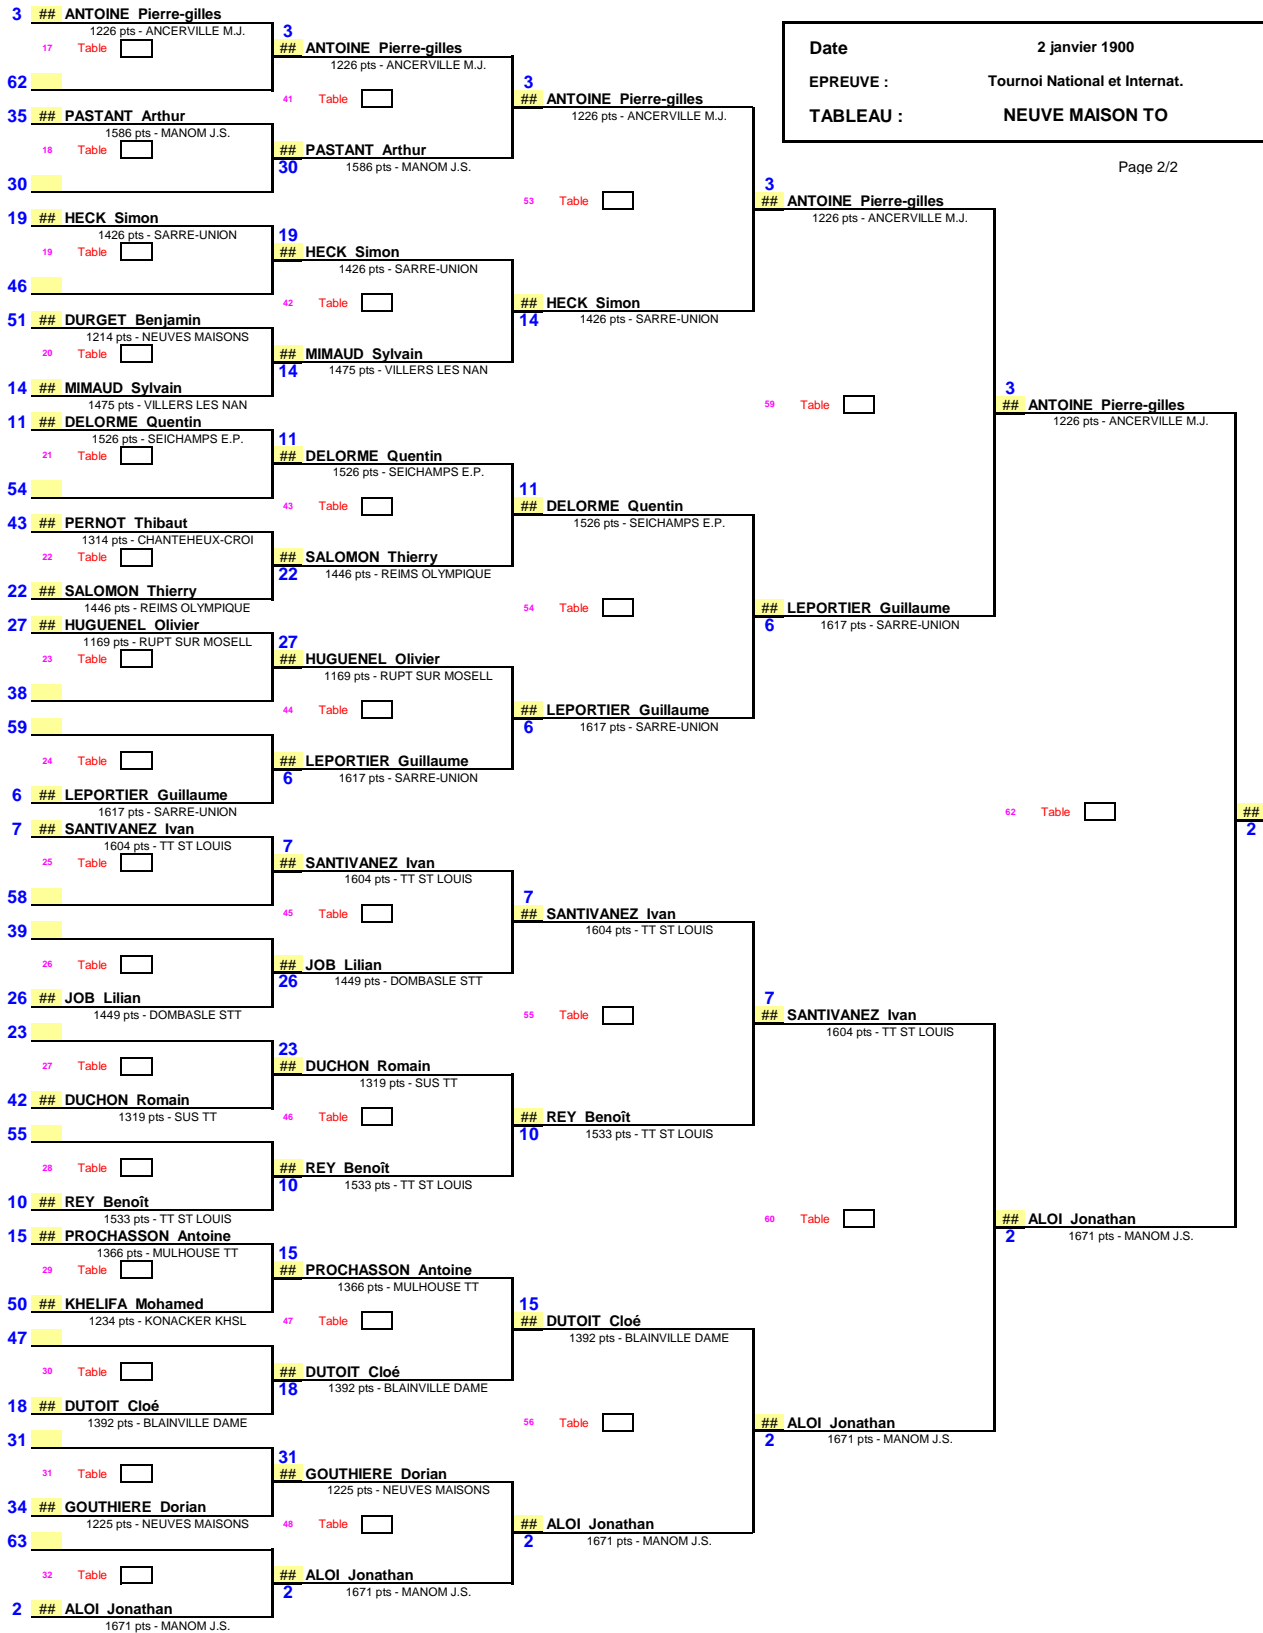 3 ## ANTOINE Pierre-gilles
1226 pts - ANCERVILLE M.J.
17 Table
62
35 ## PASTANT Arthur
1586 pts - MANOM J.S.
18 Table
30
19 ## HECK Simon
1426 pts - SARRE-UNION
19 Table
46
51 ## DURGET Benjamin
1214 pts - NEUVES MAISONS
20 Table
14 ## MIMAUD Sylvain
1475 pts - VILLERS LES NAN
11 ## DELORME Quentin
1526 pts - SEICHAMPS E.P.
21 Table
54
43 ## PERNOT Thibaut
1314 pts - CHANTEHEUX-CROI
22 Table
22 ## SALOMON Thierry
1446 pts - REIMS OLYMPIQUE
27 ## HUGUENEL Olivier
1169 pts - RUPT SUR MOSELL
23 Table
38
59
24 Table
6 ## LEPORTIER Guillaume
1617 pts - SARRE-UNION
7 ## SANTIVANEZ Ivan
1604 pts - TT ST LOUIS
25 Table
58
39
26 Table
26 ## JOB Lilian
1449 pts - DOMBASLE STT
23
27 Table
42 ## DUCHON Romain
1319 pts - SUS TT
55
28 Table
10 ## REY Benoît
1533 pts - TT ST LOUIS
15 ## PROCHASSON Antoine
1366 pts - MULHOUSE TT
29 Table
50 ## KHELIFA Mohamed
1234 pts - KONACKER KHSL
47
30 Table
18 ## DUTOIT Cloé
1392 pts - BLAINVILLE DAME
31
31 Table
34 ## GOUTHIERE Dorian
1225 pts - NEUVES MAISONS
63
32 Table
2 ## ALOI Jonathan
1671 pts - MANOM J.S.
3
## ANTOINE Pierre-gilles
1226 pts - ANCERVILLE M.J.
41 Table
## PASTANT Arthur
30
1586 pts - MANOM J.S.
19
## HECK Simon
1426 pts - SARRE-UNION
42 Table
## MIMAUD Sylvain
14
1475 pts - VILLERS LES NAN
11
## DELORME Quentin
1526 pts - SEICHAMPS E.P.
43 Table
## SALOMON Thierry
22
1446 pts - REIMS OLYMPIQUE
27
## HUGUENEL Olivier
1169 pts - RUPT SUR MOSELL
44 Table
## LEPORTIER Guillaume
6
1617 pts - SARRE-UNION
7
## SANTIVANEZ Ivan
1604 pts - TT ST LOUIS
45 Table
## JOB Lilian
26
1449 pts - DOMBASLE STT
23
## DUCHON Romain
1319 pts - SUS TT
46 Table
## REY Benoît
10
1533 pts - TT ST LOUIS
15
## PROCHASSON Antoine
1366 pts - MULHOUSE TT
47 Table
## DUTOIT Cloé
18
1392 pts - BLAINVILLE DAME
31
## GOUTHIERE Dorian
1225 pts - NEUVES MAISONS
48 Table
## ALOI Jonathan
2
1671 pts - MANOM J.S.
3
## ANTOINE Pierre-gilles
1226 pts - ANCERVILLE M.J.
53 Table
## HECK Simon
14
1426 pts - SARRE-UNION
11
## DELORME Quentin
1526 pts - SEICHAMPS E.P.
54 Table
## LEPORTIER Guillaume
6
1617 pts - SARRE-UNION
7
## SANTIVANEZ Ivan
1604 pts - TT ST LOUIS
55 Table
## REY Benoît
10
1533 pts - TT ST LOUIS
15
## DUTOIT Cloé
1392 pts - BLAINVILLE DAME
56 Table
## ALOI Jonathan
2
1671 pts - MANOM J.S.
Date 2 janvier 1900
EPREUVE : Tournoi National et Internat.
TABLEAU : NEUVE MAISON TO
Page 2/2
3
## ANTOINE Pierre-gilles
1226 pts - ANCERVILLE M.J.
59 Table
## LEPORTIER Guillaume
6
1617 pts - SARRE-UNION
7
## SANTIVANEZ Ivan
1604 pts - TT ST LOUIS
60 Table
## ALOI Jonathan
2
1671 pts - MANOM J.S.
3
## ANTOINE Pierre-gilles
1226 pts - ANCERVILLE M.J.
62 Table
## ALOI Jonathan
2
1671 pts - MANOM J.S.
##
2